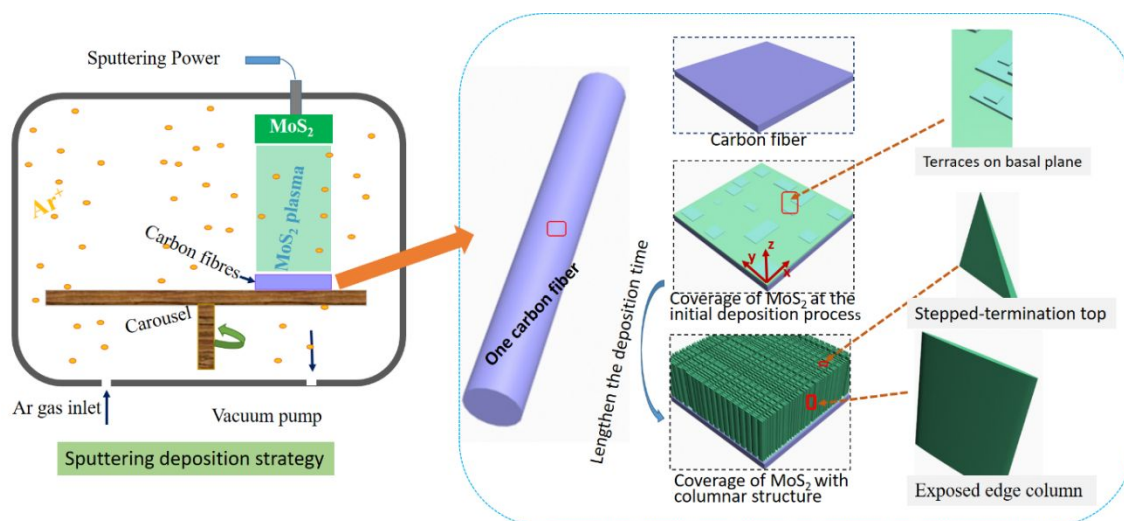 Sputtering Power
MoS₂
Ar⁺
MoS₂ plasma
Carbon fibres
Carousel
Ar gas inlet
Vacuum pump
Sputtering deposition strategy
One carbon fiber
Carbon fiber
z
y
x
Coverage of MoS₂ at the
initial deposition process
Lengthen the deposition time
Coverage of MoS₂ with
columnar structure
Terraces on basal plane
Stepped-termination top
Exposed edge column